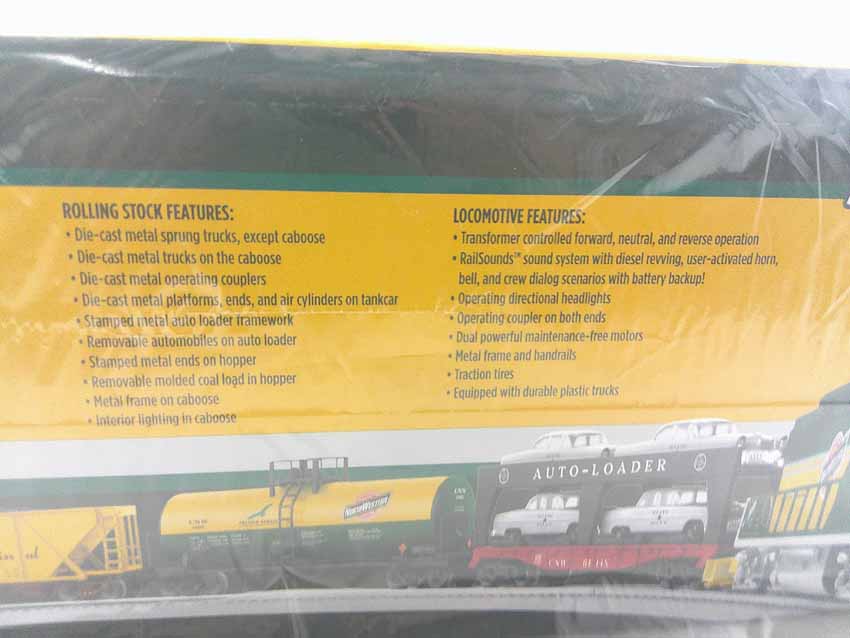 ROLLING STOCK FEATURES:
• Die-cast metal sprung trucks, except caboose
• Die-cast metal trucks on the caboose
• Die-cast metal operating couplers
• Die-cast metal platforms, ends, and air cylinders on tankcar
• Stamped metal auto loader framework
• Removable automobiles on auto loader
• Stamped metal ends on hopper
• Removable molded coal load in hopper
• Metal frame on caboose
• Interior lighting in caboose
LOCOMOTIVE FEATURES:
• Transformer controlled forward, neutral, and reverse operation
• RailSounds™ sound system with diesel revving, user-activated horn,
bell, and crew dialog scenarios with battery backup!
• Operating directional headlights
• Operating coupler on both ends
• Dual powerful maintenance-free motors
• Metal frame and handrails
• Traction tires
• Equipped with durable plastic trucks
AUTO-LOADER
NORTH WESTERN